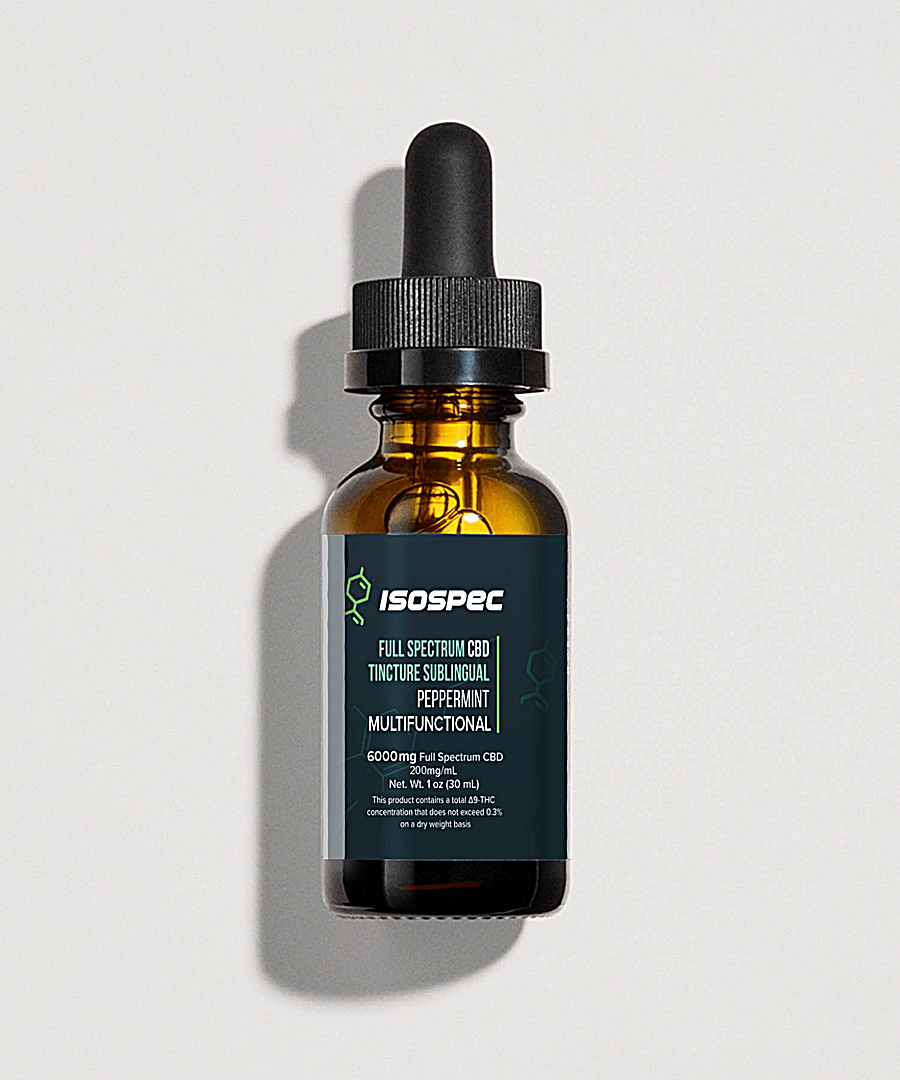 ISOSPEC
FULL SPECTRUM CBD
TINCTURE SUBLINGUAL
PEPPERMINT
MULTIFUNCTIONAL
6000mg Full Spectrum CBD
200mg/mL
Net. Wt. 1 oz (30 mL)
This product contains a total Δ9-THC
concentration that does not exceed 0.3%
on a dry weight basis